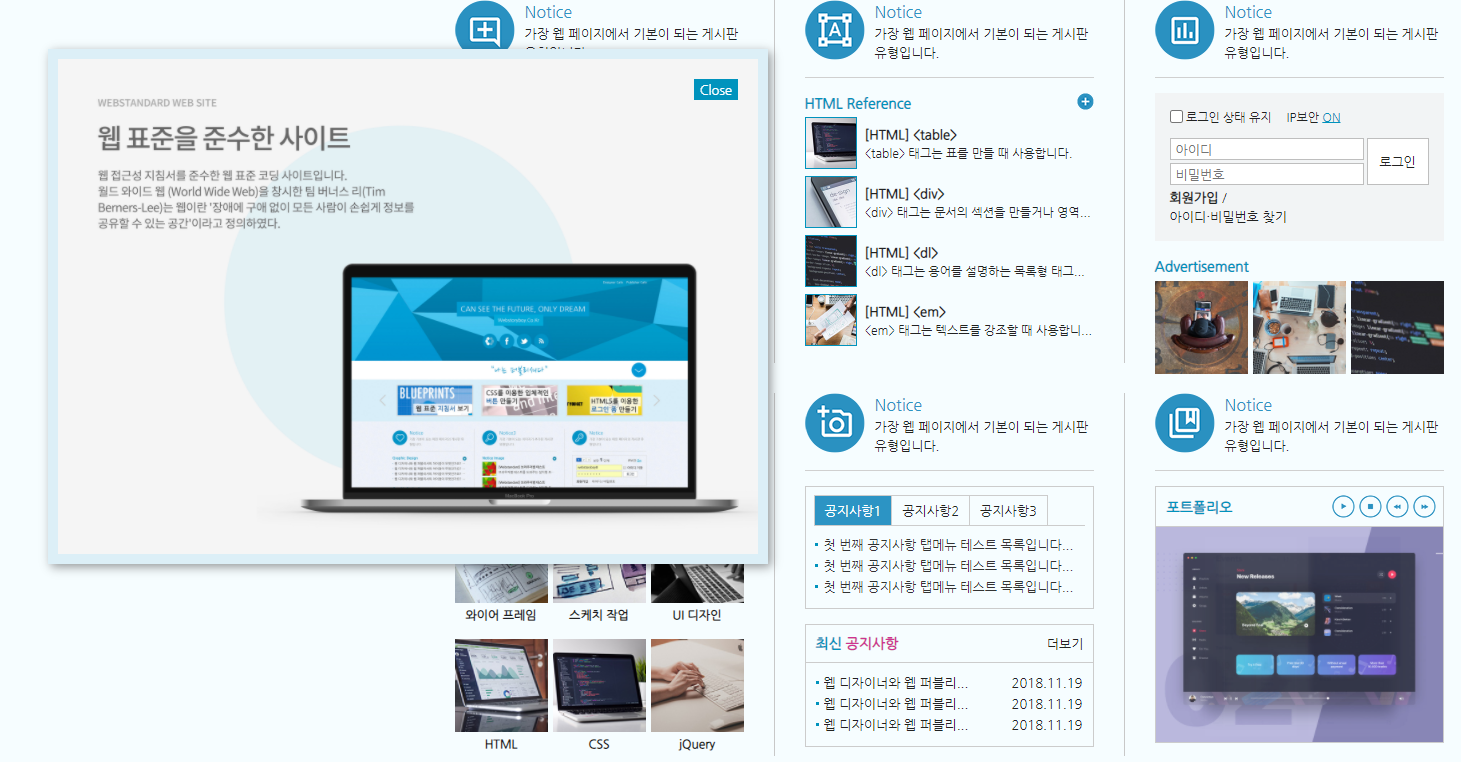 Notice
가장 웹 페이지에서 기본이 되는 게시판
Close
WEBSTANDARD WEB SITE
웹 표준을 준수한 사이트
웹 접근성 지침서를 준수한 웹 표준 코딩 사이트입니다.
월드 와이드 웹 (World Wide Web)을 창시한 팀 버너스 리(Tim
Berners-Lee)는 웹이란 '장애에 구애 없이 모든 사람이 손쉽게 정보를
공유할 수 있는 공간'이라고 정의하였다.
CAN SEE THE FUTURE, ONLY DREAM
BLUEPRINTS
웹 표준 지침서 보기
CSS를 이용한 입체적인
버튼 만들기
HTML5를 이용한
로그인 폼 만들기
Notice
Notice2
Notice
Graphic Design
Notice Image
MacBook Pro
와이어 프레임
스케치 작업
UI 디자인
HTML
CSS
jQuery
Notice
가장 웹 페이지에서 기본이 되는 게시판
유형입니다.
HTML Reference
[HTML] <table>
<table> 태그는 표를 만들 때 사용합니다.
[HTML] <div>
<div> 태그는 문서의 섹션을 만들거나 영역...
[HTML] <dl>
<dl> 태그는 용어를 설명하는 목록형 태그...
[HTML] <em>
<em> 태그는 텍스트를 강조할 때 사용합니...
Notice
가장 웹 페이지에서 기본이 되는 게시판
유형입니다.
공지사항1 공지사항2 공지사항3
첫 번째 공지사항 탭메뉴 테스트 목록입니다...
첫 번째 공지사항 탭메뉴 테스트 목록입니다...
첫 번째 공지사항 탭메뉴 테스트 목록입니다...
최신 공지사항 더보기
웹 디자이너와 웹 퍼블리... 2018.11.19
웹 디자이너와 웹 퍼블리... 2018.11.19
웹 디자이너와 웹 퍼블리... 2018.11.19
Notice
가장 웹 페이지에서 기본이 되는 게시판
유형입니다.
로그인 상태 유지 IP보안 ON
아이디
비밀번호
로그인
회원가입 /
아이디·비밀번호 찾기
Advertisement
Notice
가장 웹 페이지에서 기본이 되는 게시판
유형입니다.
포트폴리오
New Releases